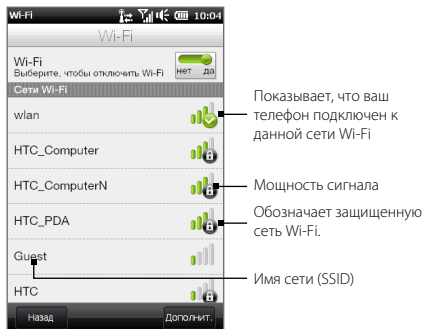 Wi-Fi 10:04
Wi-Fi
Wi-Fi
Выберите, чтобы отключить Wi-Fi
нет да
Сети Wi-Fi
wlan
HTC_Computer
HTC_ComputerN
HTC_PDA
Guest
HTC
Назад Дополнит.
Показывает, что ваш
телефон подключен к
данной сети Wi-Fi
Мощность сигнала
Обозначает защищенную
сеть Wi-Fi.
Имя сети (SSID)